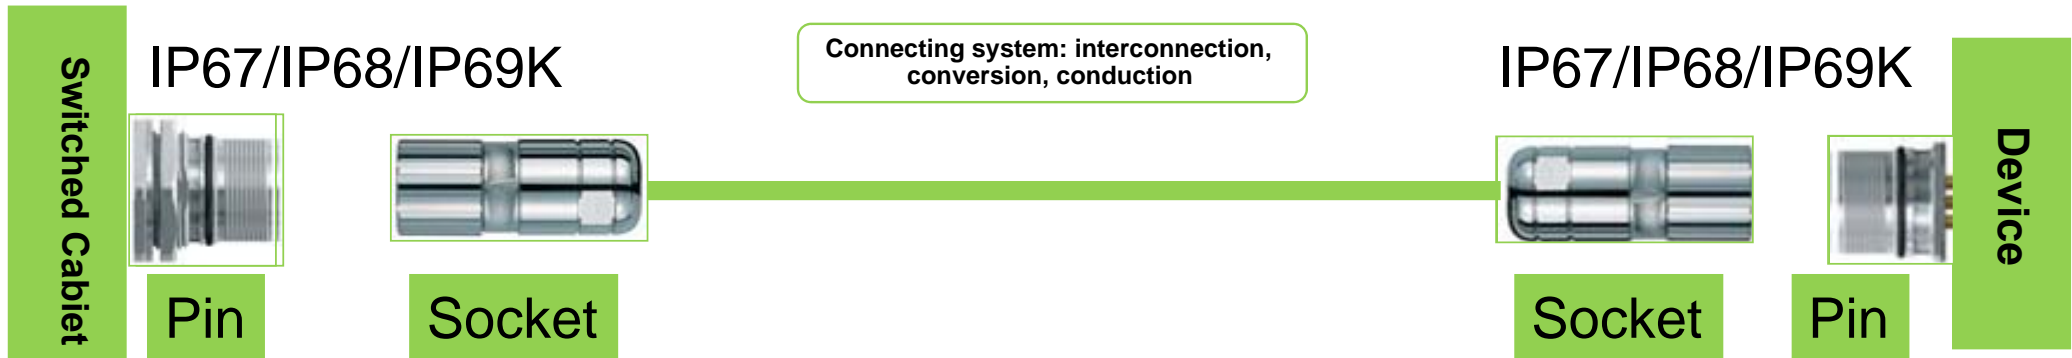 Switched Cabiet
IP67/IP68/IP69K
Connecting system: interconnection,
conversion, conduction
IP67/IP68/IP69K
Device
Pin
Socket
Socket
Pin